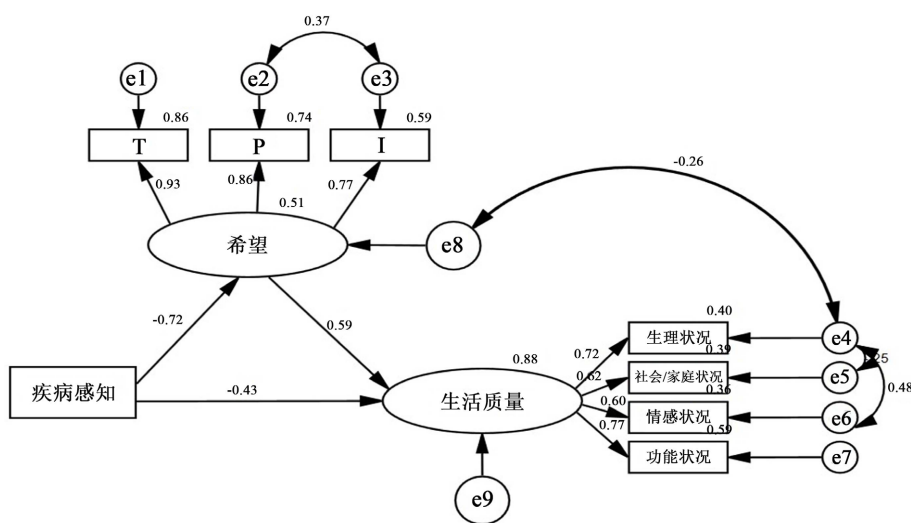 0.37
e1
e2
e3
0.86
0.74
0.59
T
P
I
0.93
0.86
0.77
-0.26
0.51
希望
e8
-0.72
0.59
0.40
生理状况
e4
0.39
0.88
0.72
社会/家庭状况
e5
0.48
0.62
0.36
疾病感知
-0.43
生活质量
0.60
情感状况
e6
0.59
0.77
功能状况
e7
e9